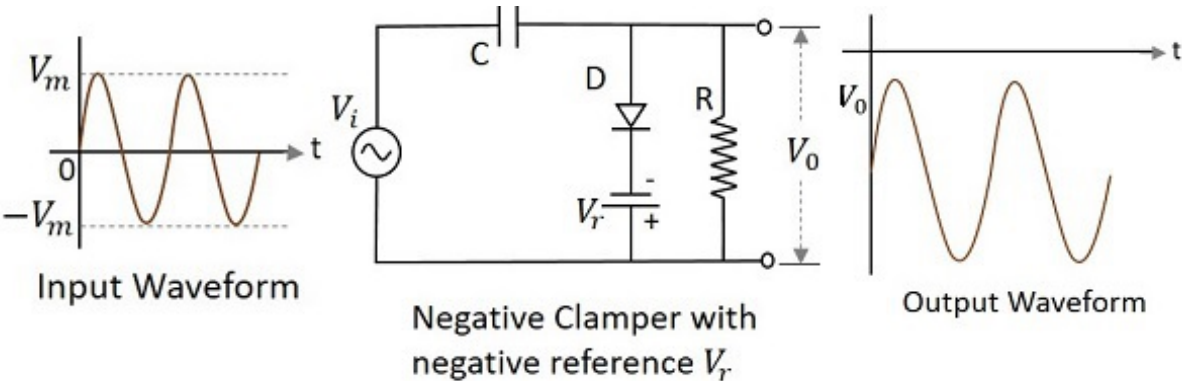 V_m
0
t
−V_m
Input Waveform
V_i
C
D
R
V_r
-
+
V_0
Negative Clamper with
negative reference V_r
V_0
t
Output Waveform